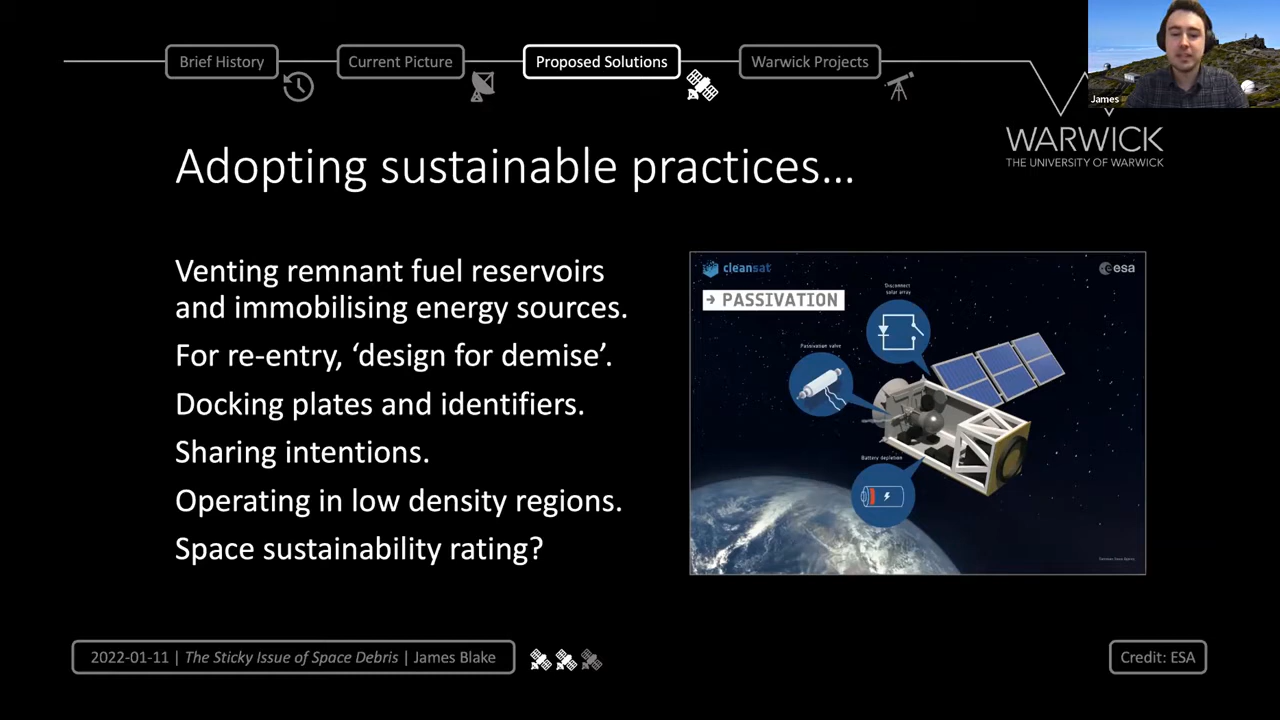 Brief History
Current Picture
Proposed Solutions
Warwick Projects
James
WARWICK
THE UNIVERSITY OF WARWICK
Adopting sustainable practices…
Venting remnant fuel reservoirs
and immobilising energy sources.
For re-entry, ‘design for demise’.
Docking plates and identifiers.
Sharing intentions.
Operating in low density regions.
Space sustainability rating?
cleansat
esa
→ PASSIVATION
Disconnect
solar array
Passivation valve
Battery depletion
2022-01-11 | The Sticky Issue of Space Debris | James Blake
Credit: ESA